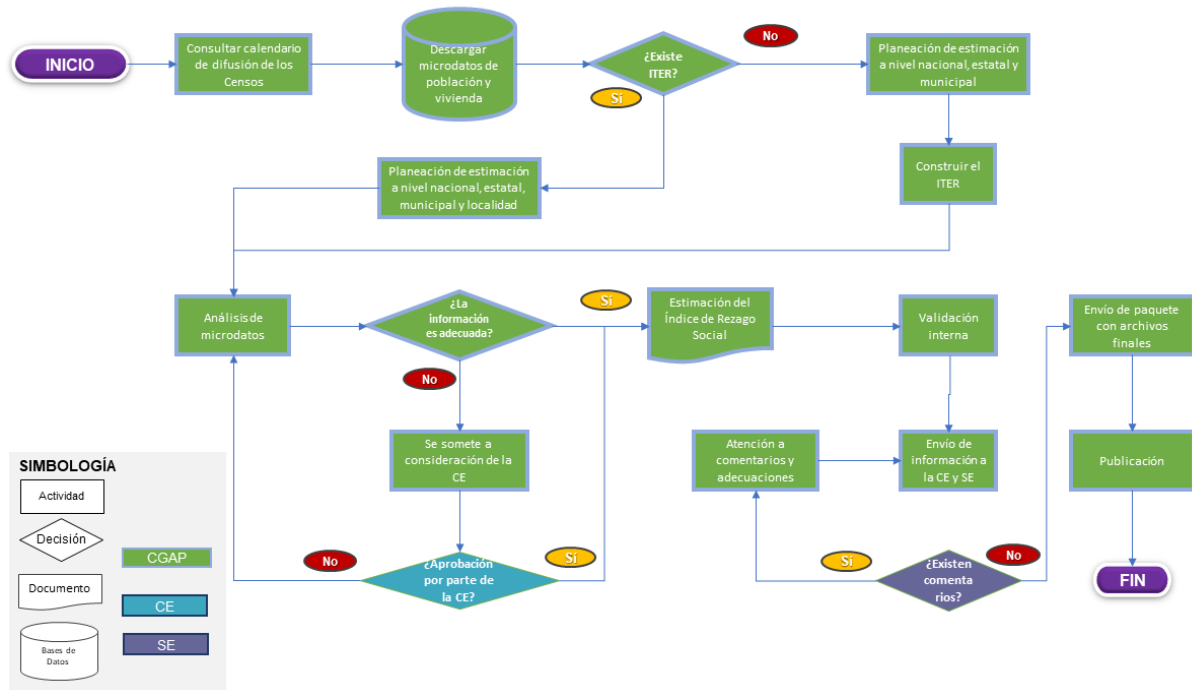 INICIO
Consultar calendario
de difusión de los
Censos
Descargar
microdatos de
población y
vivienda
¿Existe
ITER?
No
Si
Planeación de estimación
a nivel nacional, estatal y
municipal
Construir el
ITER
Planeación de estimación
a nivel nacional, estatal,
municipal y localidad
Análisis de
microdatos
¿La
información
es adecuada?
Si
No
Estimación del
Índice de Rezago
Social
Validación
interna
Envío de paquete
con archivos
finales
Se somete a
consideración de la
CE
Atención a
comentarios y
adecuaciones
Envío de
información a
la CE y SE
Publicación
¿Aprobación
por parte de
la CE?
No
Si
¿Existen
comenta
rios?
Si
No
FIN
SIMBOLOGÍA
Actividad
Decisión
Documento
Bases de
Datos
CGAP
CE
SE